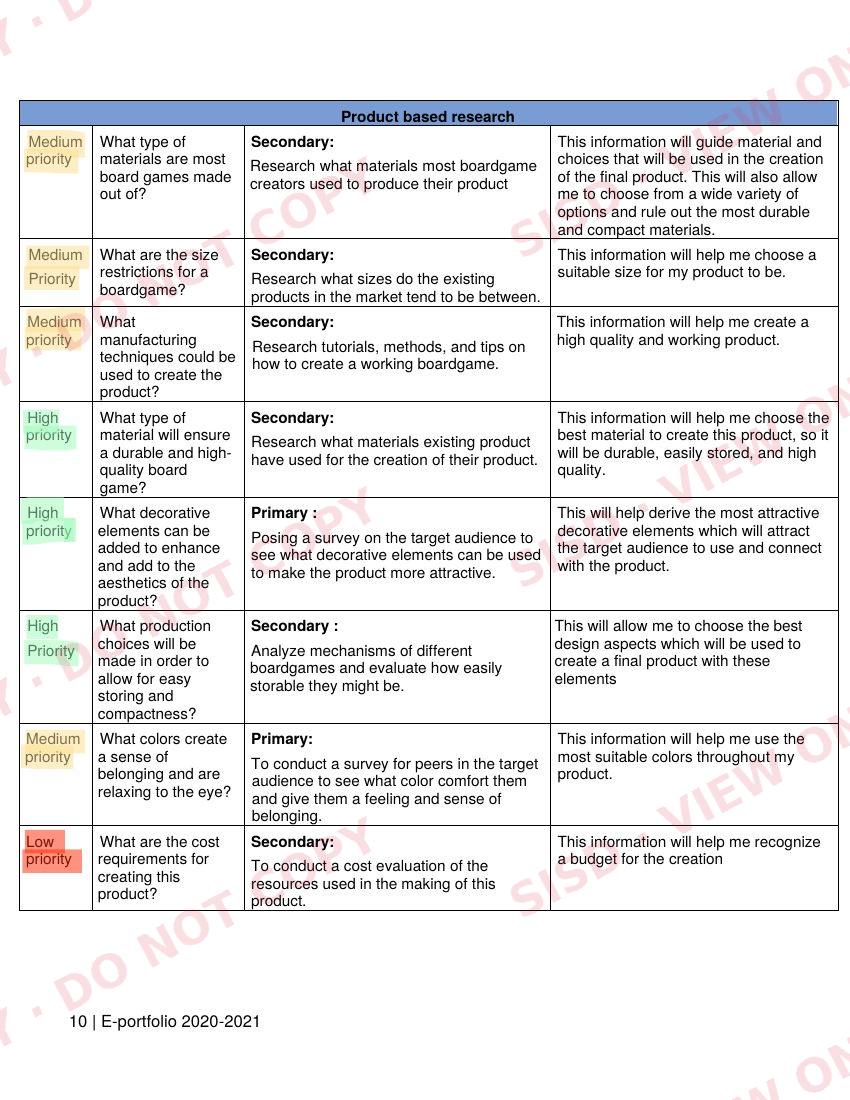 Product based research
Medium
priority
What type of
materials are most
board games made
out of?
Secondary:
Research what materials most boardgame
creators used to produce their product
This information will guide material and
choices that will be used in the creation
of the final product. This will also allow
me to choose from a wide variety of
options and rule out the most durable
and compact materials.
Medium
Priority
What are the size
restrictions for a
boardgame?
Secondary:
Research what sizes do the existing
products in the market tend to be between.
This information will help me choose a
suitable size for my product to be.
Medium
priority
What
manufacturing
techniques could be
used to create the
product?
Secondary:
Research tutorials, methods, and tips on
how to create a working boardgame.
This information will help me create a
high quality and working product.
High
priority
What type of
material will ensure
a durable and high-
quality board
game?
Secondary:
Research what materials existing product
have used for the creation of their product.
This information will help me choose the
best material to create this product, so it
will be durable, easily stored, and high
quality.
High
priority
What decorative
elements can be
added to enhance
and add to the
aesthetics of the
product?
Primary :
Posing a survey on the target audience to
see what decorative elements can be used
to make the product more attractive.
This will help derive the most attractive
decorative elements which will attract
the target audience to use and connect
with the product.
High
Priority
What production
choices will be
made in order to
allow for easy
storing and
compactness?
Secondary :
Analyze mechanisms of different
boardgames and evaluate how easily
storable they might be.
This will allow me to choose the best
design aspects which will be used to
create a final product with these
elements
Medium
priority
What colors create
a sense of
belonging and are
relaxing to the eye?
Primary:
To conduct a survey for peers in the target
audience to see what color comfort them
and give them a feeling and sense of
belonging.
This information will help me use the
most suitable colors throughout my
product.
Low
priority
What are the cost
requirements for
creating this
product?
Secondary:
To conduct a cost evaluation of the
resources used in the making of this
product.
This information will help me recognize
a budget for the creation
10 | E-portfolio 2020-2021
Y · DO NOT COPY
SISD · VIEW ON
Y · DO NOT COPY
SISD · VIEW ON
Y · DO NOT COPY
SISD · VIEW ON